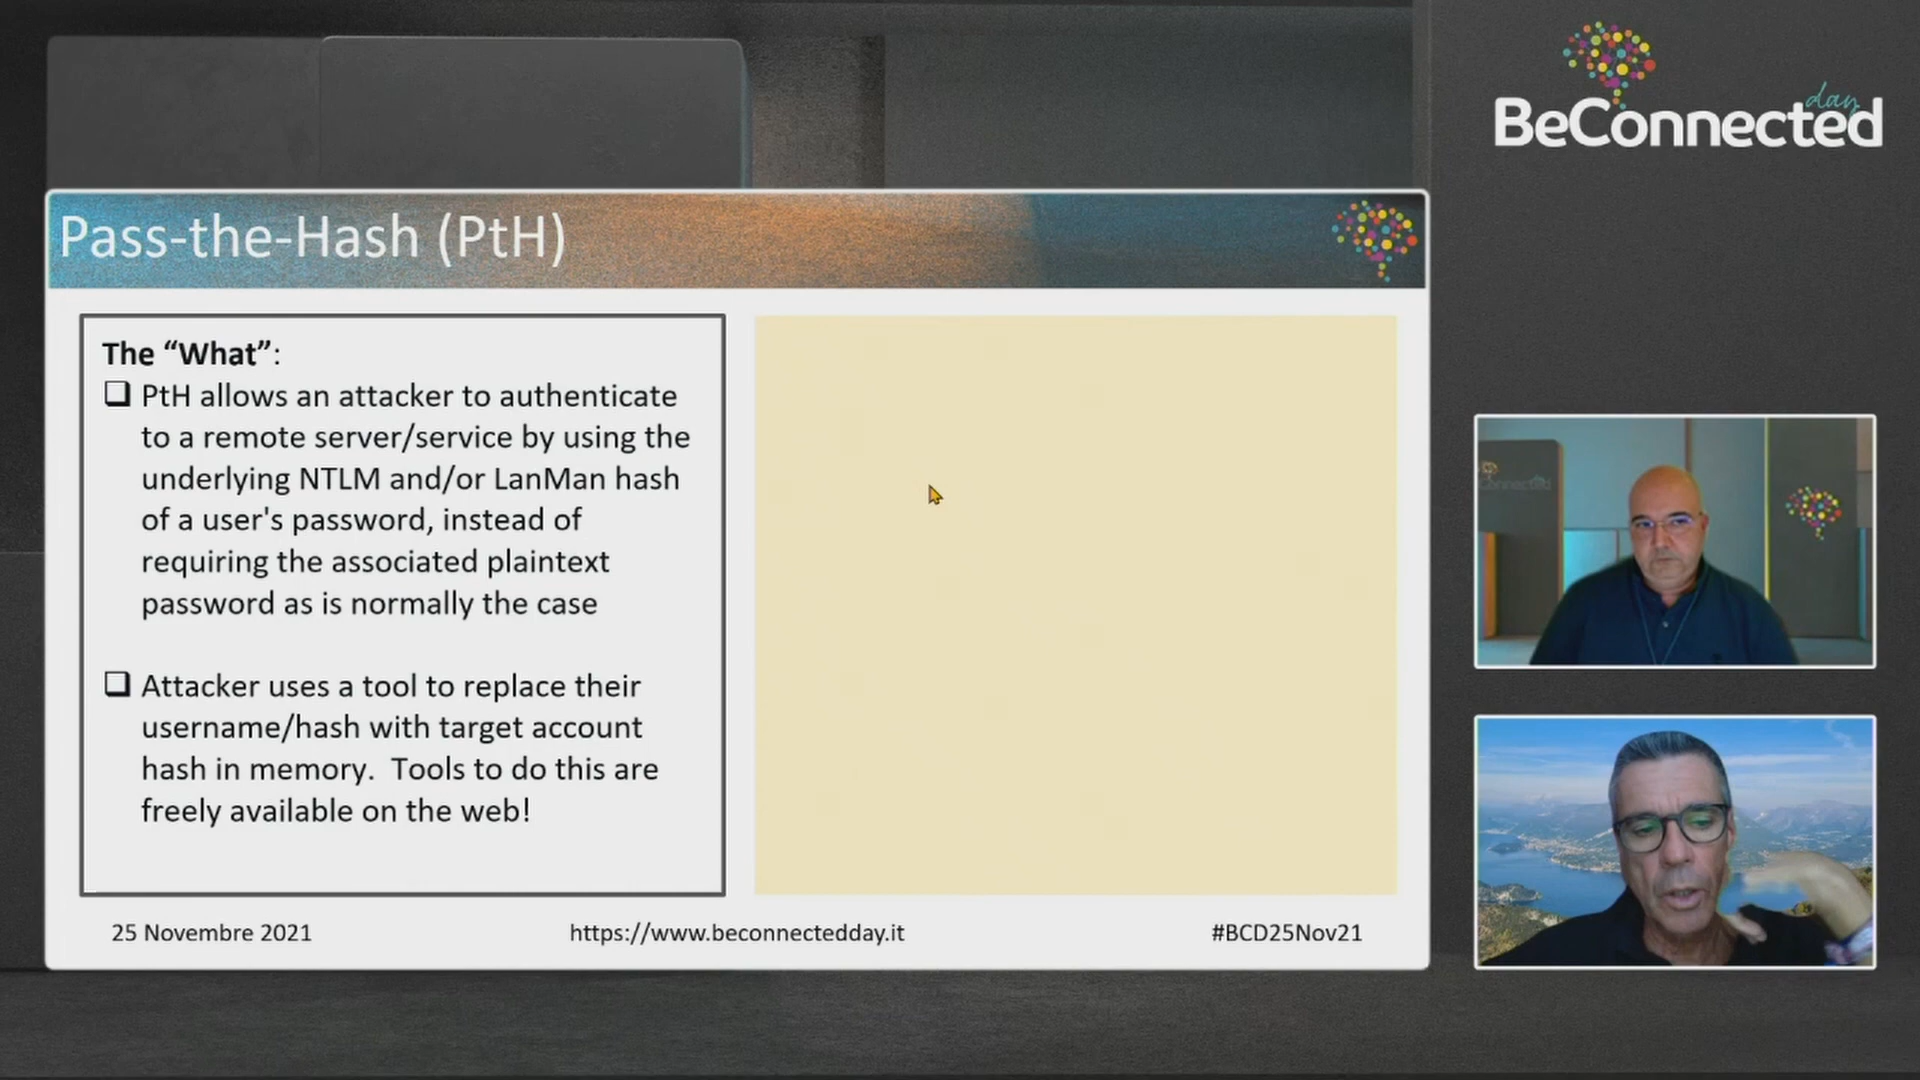 day
BeConnected
Pass-the-Hash (PtH)
The “What”:
PtH allows an attacker to authenticate
to a remote server/service by using the
underlying NTLM and/or LanMan hash
of a user's password, instead of
requiring the associated plaintext
password as is normally the case
Attacker uses a tool to replace their
username/hash with target account
hash in memory.  Tools to do this are
freely available on the web!
25 Novembre 2021
https://www.beconnectedday.it
#BCD25Nov21